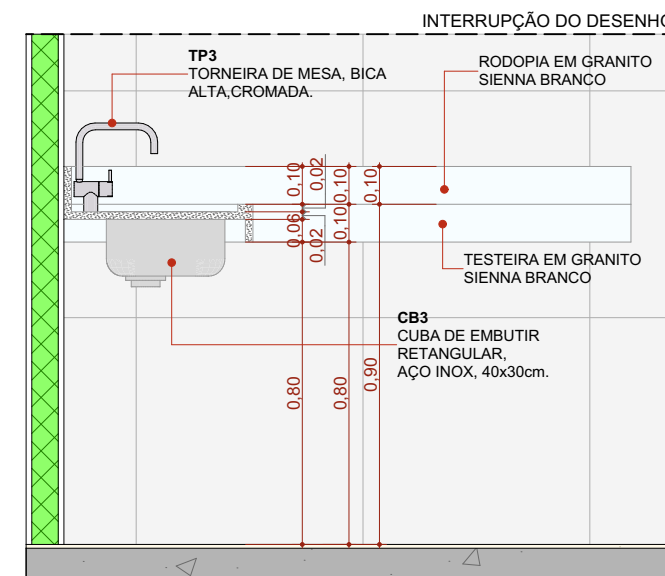 INTERRUPÇÃO DO DESENHO
TP3
TORNEIRA DE MESA, BICA
ALTA,CROMADA.
RODOPIA EM GRANITO
SIENNA BRANCO
0,10
0,02
0,10
0,10
0,06
0,02
0,10
TESTEIRA EM GRANITO
SIENNA BRANCO
CB3
CUBA DE EMBUTIR
RETANGULAR,
AÇO INOX, 40x30cm.
0,80
0,80
0,90